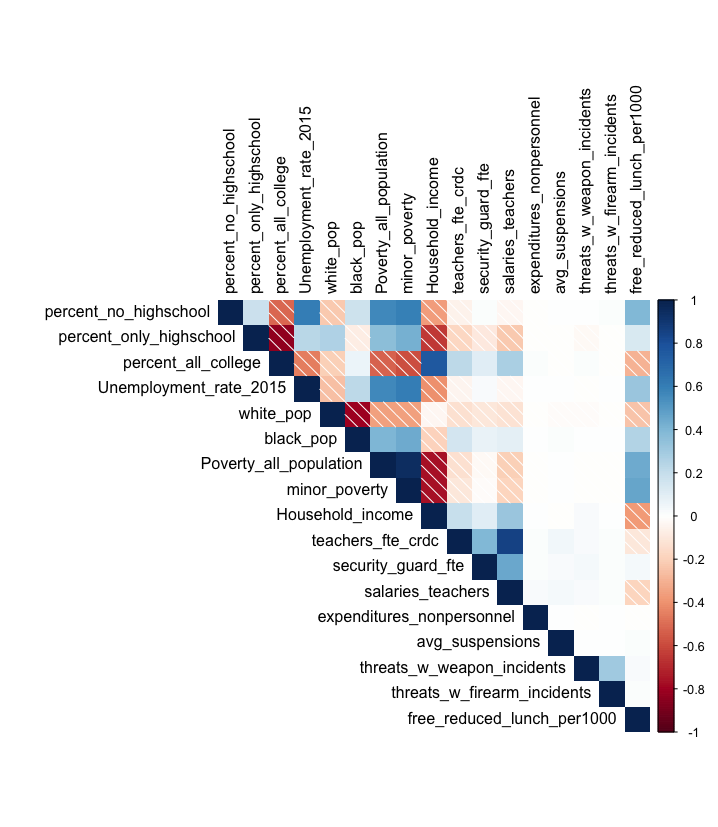 percent_no_highschool
percent_only_highschool
percent_all_college
Unemployment_rate_2015
white_pop
black_pop
Poverty_all_population
minor_poverty
Household_income
teachers_fte_crdc
security_guard_fte
salaries_teachers
expenditures_nonpersonnel
avg_suspensions
threats_w_weapon_incidents
threats_w_firearm_incidents
free_reduced_lunch_per1000
percent_no_highschool
percent_only_highschool
percent_all_college
Unemployment_rate_2015
white_pop
black_pop
Poverty_all_population
minor_poverty
Household_income
teachers_fte_crdc
security_guard_fte
salaries_teachers
expenditures_nonpersonnel
avg_suspensions
threats_w_weapon_incidents
threats_w_firearm_incidents
free_reduced_lunch_per1000
1
0.8
0.6
0.4
0.2
0
-0.2
-0.4
-0.6
-0.8
-1